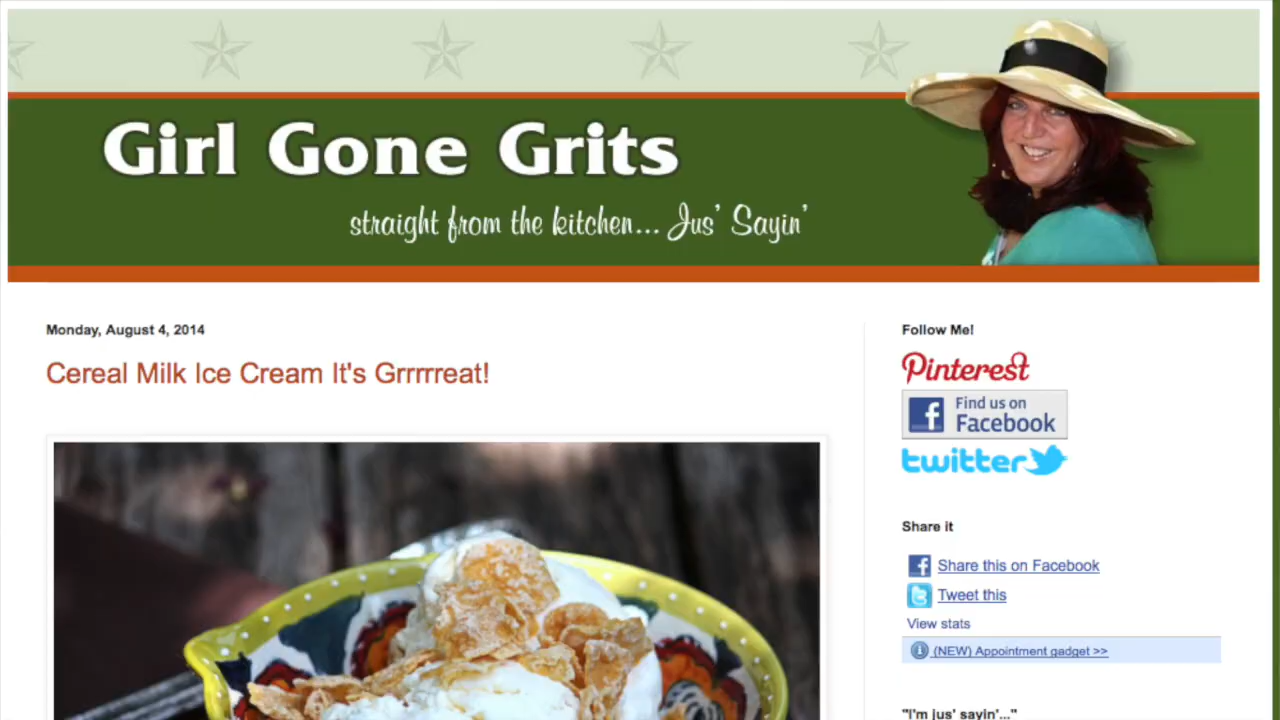 Girl Gone Grits
straight from the kitchen... Jus' Sayin'
Monday, August 4, 2014
Cereal Milk Ice Cream It's Grrrrreat!
Follow Me!
Pinterest
Find us on
Facebook
twitter
Share it
Share this on Facebook
Tweet this
View stats
(NEW) Appointment gadget >>
"I'm jus' sayin'..."